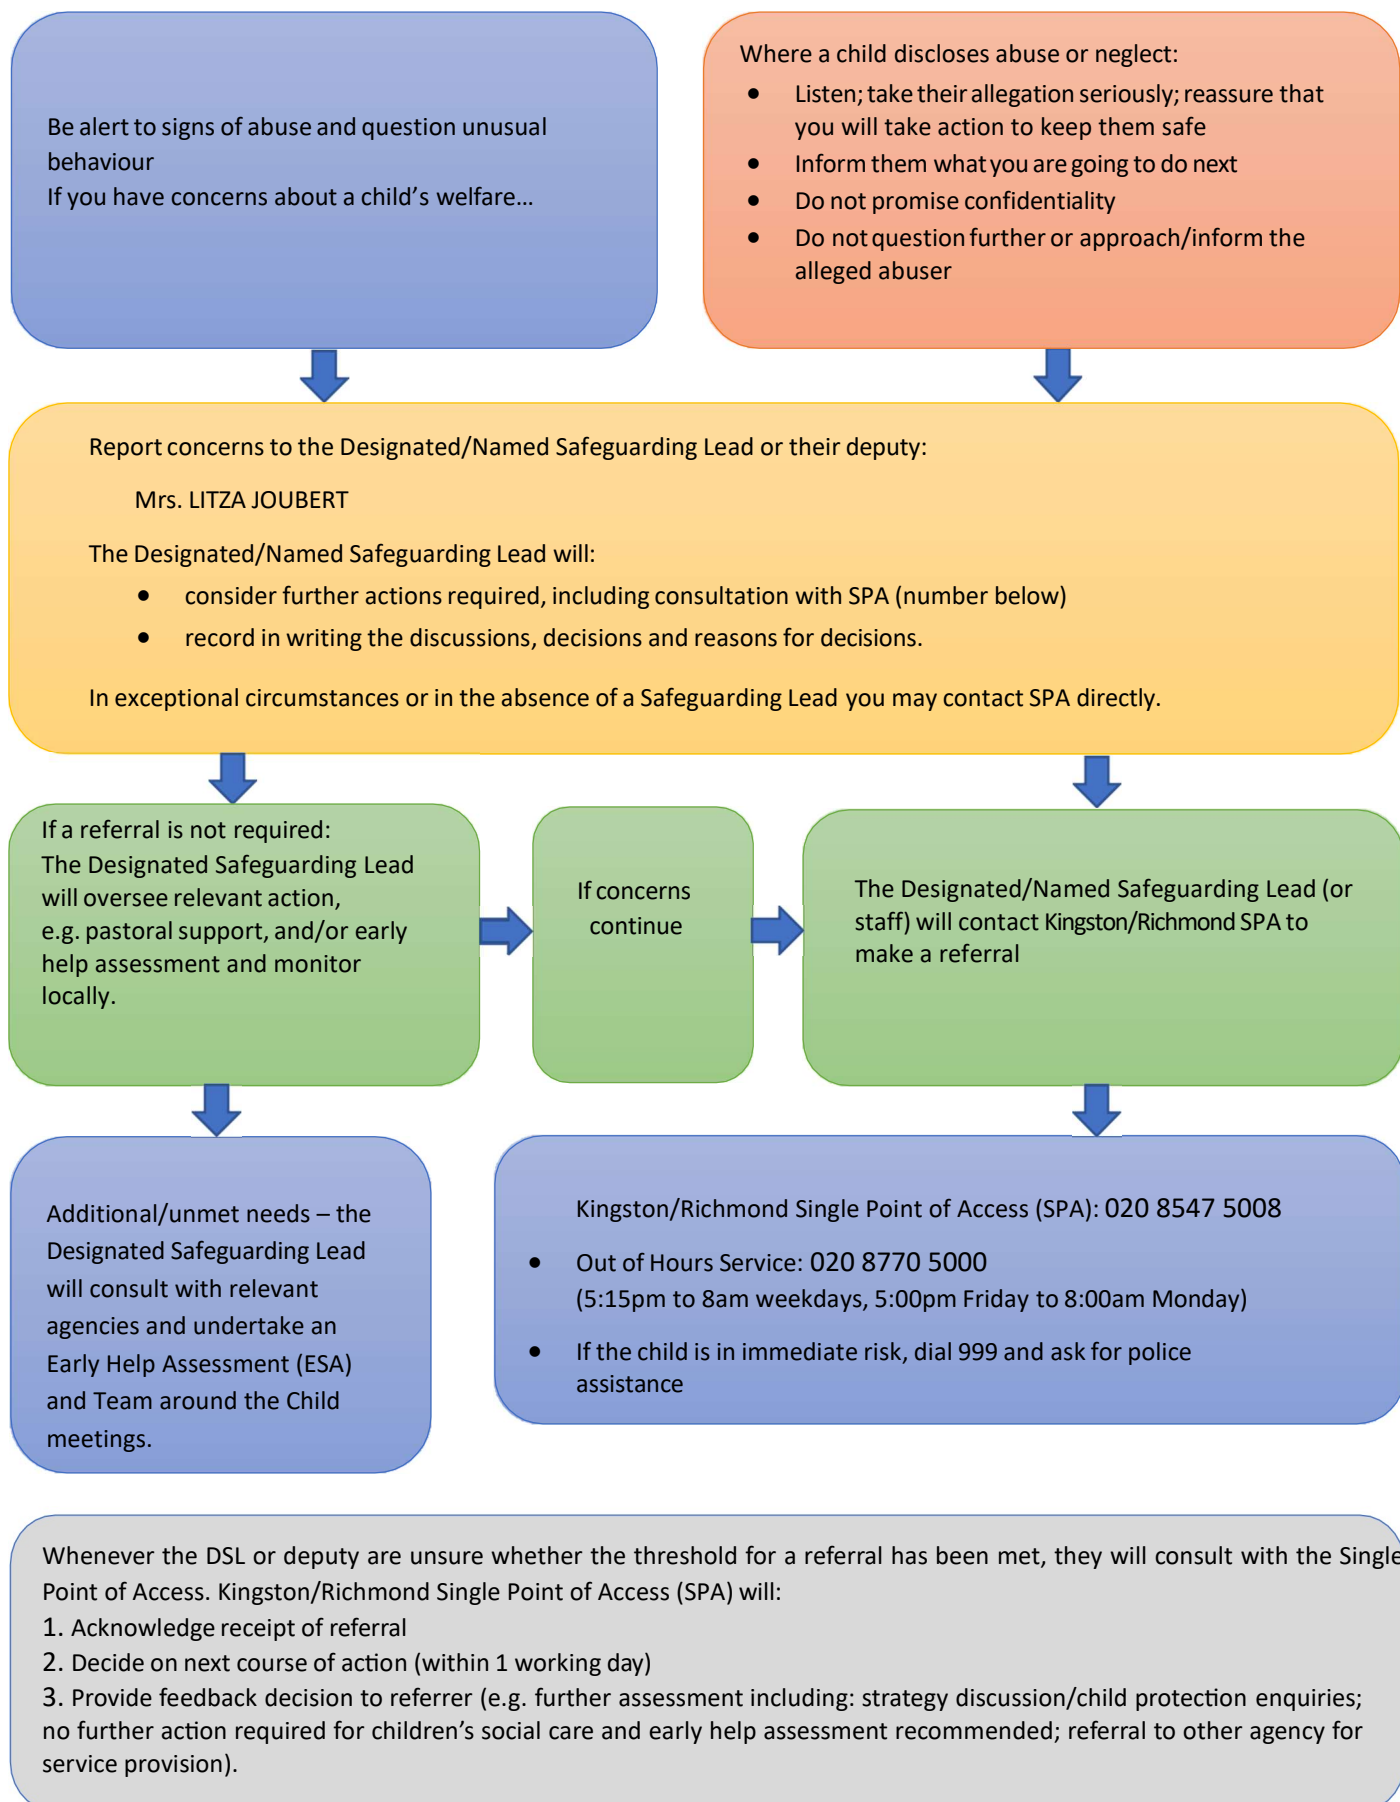 Be alert to signs of abuse and question unusual
behaviour
If you have concerns about a child's welfare…
Where a child discloses abuse or neglect:
• Listen; take their allegation seriously; reassure that
you will take action to keep them safe
• Inform them what you are going to do next
• Do not promise confidentiality
• Do not question further or approach/inform the
alleged abuser
Report concerns to the Designated/Named Safeguarding Lead or their deputy:
Mrs. LITZA JOUBERT
The Designated/Named Safeguarding Lead will:
• consider further actions required, including consultation with SPA (number below)
• record in writing the discussions, decisions and reasons for decisions.
In exceptional circumstances or in the absence of a Safeguarding Lead you may contact SPA directly.
If a referral is not required:
The Designated Safeguarding Lead
will oversee relevant action,
e.g. pastoral support, and/or early
help assessment and monitor
locally.
If concerns
continue
The Designated/Named Safeguarding Lead (or
staff) will contact Kingston/Richmond SPA to
make a referral
Additional/unmet needs – the
Designated Safeguarding Lead
will consult with relevant
agencies and undertake an
Early Help Assessment (ESA)
and Team around the Child
meetings.
Kingston/Richmond Single Point of Access (SPA): 020 8547 5008
• Out of Hours Service: 020 8770 5000
(5:15pm to 8am weekdays, 5:00pm Friday to 8:00am Monday)
• If the child is in immediate risk, dial 999 and ask for police
assistance
Whenever the DSL or deputy are unsure whether the threshold for a referral has been met, they will consult with the Single
Point of Access. Kingston/Richmond Single Point of Access (SPA) will:
1. Acknowledge receipt of referral
2. Decide on next course of action (within 1 working day)
3. Provide feedback decision to referrer (e.g. further assessment including: strategy discussion/child protection enquiries;
no further action required for children's social care and early help assessment recommended; referral to other agency for
service provision).